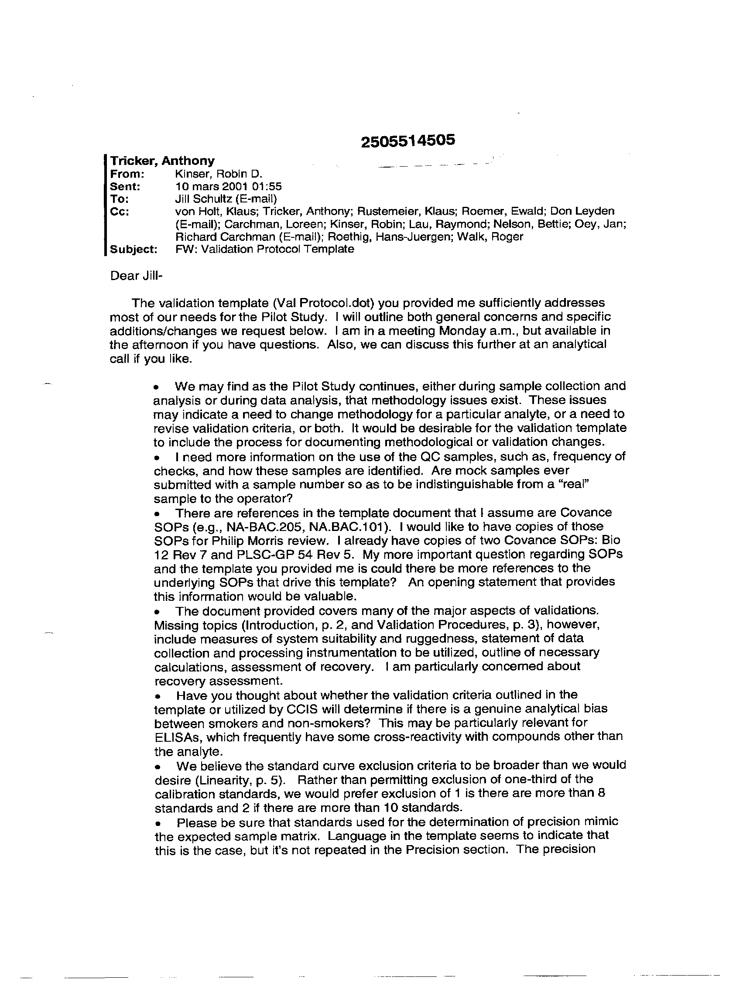 2505514505
Tricker, Anthony
From: Kinser, Robin D.
Sent: 10 mars 2001 01:55
To: Jill Schultz (E-mail)
Cc: von Holt, Klaus; Tricker, Anthony; Rustemeier, Klaus; Roemer, Ewald; Don Leyden
(E-mail); Carchman, Loreen; Kinser, Robin; Lau, Raymond; Nelson, Bettie; Oey, Jan;
Richard Carchman (E-mail); Roethig, Hans-Juergen; Walk, Roger
Subject: FW: Validation Protocol Template
Dear Jill-
The validation template (Val Protocol.dot) you provided me sufficiently addresses
most of our needs for the Pilot Study. I will outline both general concerns and specific
additions/changes we request below. I am in a meeting Monday a.m., but available in
the afternoon if you have questions. Also, we can discuss this further at an analytical
call if you like.
• We may find as the Pilot Study continues, either during sample collection and
analysis or during data analysis, that methodology issues exist. These issues
may indicate a need to change methodology for a particular analyte, or a need to
revise validation criteria, or both. It would be desirable for the validation template
to include the process for documenting methodological or validation changes.
• I need more information on the use of the QC samples, such as, frequency of
checks, and how these samples are identified. Are mock samples ever
submitted with a sample number so as to be indistinguishable from a "real"
sample to the operator?
• There are references in the template document that I assume are Covance
SOPs (e.g., NA-BAC.205, NA.BAC.101). I would like to have copies of those
SOPs for Philip Morris review. I already have copies of two Covance SOPs: Bio
12 Rev 7 and PLSC-GP 54 Rev 5. My more important question regarding SOPs
and the template you provided me is could there be more references to the
underlying SOPs that drive this template? An opening statement that provides
this information would be valuable.
• The document provided covers many of the major aspects of validations.
Missing topics (Introduction, p. 2, and Validation Procedures, p. 3), however,
include measures of system suitability and ruggedness, statement of data
collection and processing instrumentation to be utilized, outline of necessary
calculations, assessment of recovery. I am particularly concerned about
recovery assessment.
• Have you thought about whether the validation criteria outlined in the
template or utilized by CCIS will determine if there is a genuine analytical bias
between smokers and non-smokers? This may be particularly relevant for
ELISAs, which frequently have some cross-reactivity with compounds other than
the analyte.
• We believe the standard curve exclusion criteria to be broader than we would
desire (Linearity, p. 5). Rather than permitting exclusion of one-third of the
calibration standards, we would prefer exclusion of 1 is there are more than 8
standards and 2 if there are more than 10 standards.
• Please be sure that standards used for the determination of precision mimic
the expected sample matrix. Language in the template seems to indicate that
this is the case, but it's not repeated in the Precision section. The precision